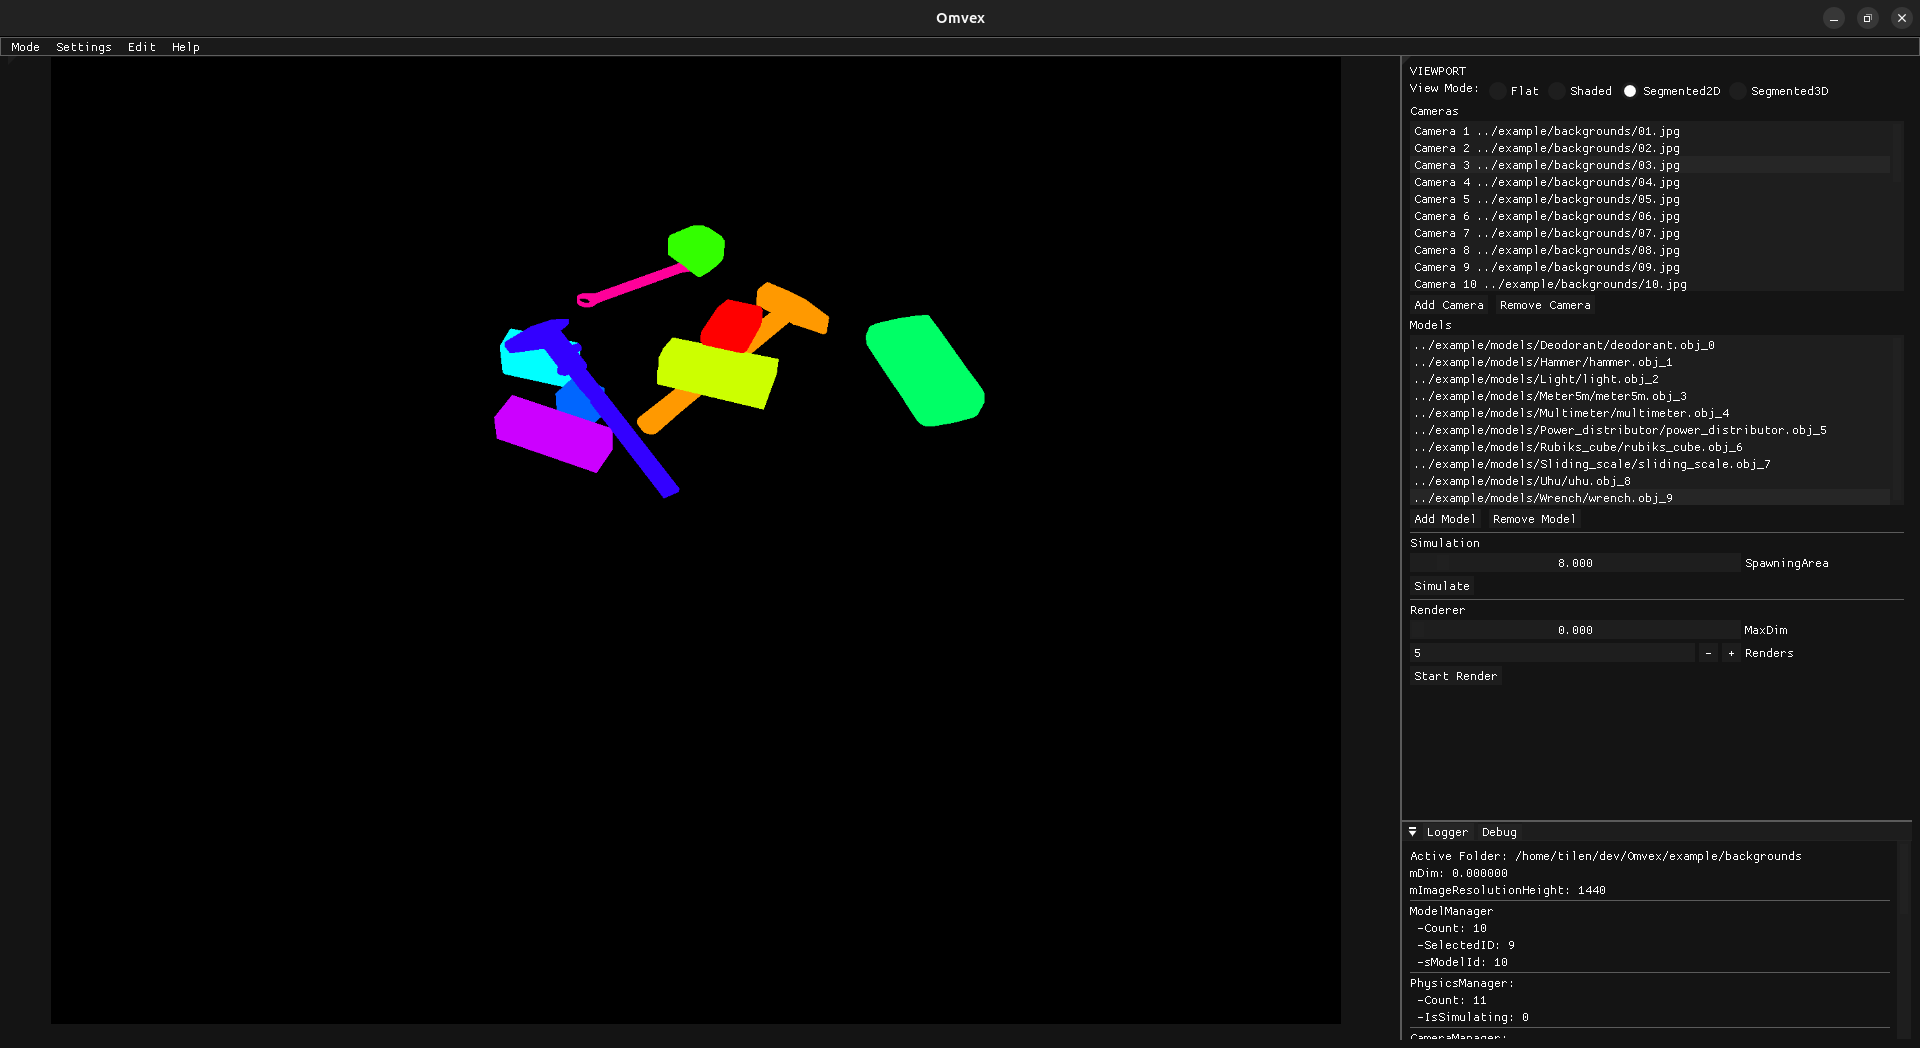 Omvex
Mode Settings Edit Help
VIEWPORT
View Mode: Flat Shaded Segmented2D Segmented3D
Cameras
Camera 1 ../example/backgrounds/01.jpg
Camera 2 ../example/backgrounds/02.jpg
Camera 3 ../example/backgrounds/03.jpg
Camera 4 ../example/backgrounds/04.jpg
Camera 5 ../example/backgrounds/05.jpg
Camera 6 ../example/backgrounds/06.jpg
Camera 7 ../example/backgrounds/07.jpg
Camera 8 ../example/backgrounds/08.jpg
Camera 9 ../example/backgrounds/09.jpg
Camera 10 ../example/backgrounds/10.jpg
Add Camera Remove Camera
Models
../example/models/Deodorant/deodorant.obj_0
../example/models/Hammer/hammer.obj_1
../example/models/Light/light.obj_2
../example/models/Meter5m/meter5m.obj_3
../example/models/Multimeter/multimeter.obj_4
../example/models/Power_distributor/power_distributor.obj_5
../example/models/Rubiks_cube/rubiks_cube.obj_6
../example/models/Sliding_scale/sliding_scale.obj_7
../example/models/Uhu/uhu.obj_8
../example/models/Wrench/wrench.obj_9
Add Model Remove Model
Simulation
8.000 SpawningArea
Simulate
Renderer
0.000 MaxDim
5 - + Renders
Start Render
Logger Debug
Active Folder: /home/tilen/dev/Omvex/example/backgrounds
mDim: 0.000000
mImageResolutionHeight: 1440
ModelManager
-Count: 10
-SelectedID: 9
-sModelId: 10
PhysicsManager:
-Count: 11
-IsSimulating: 0
CameraManager: